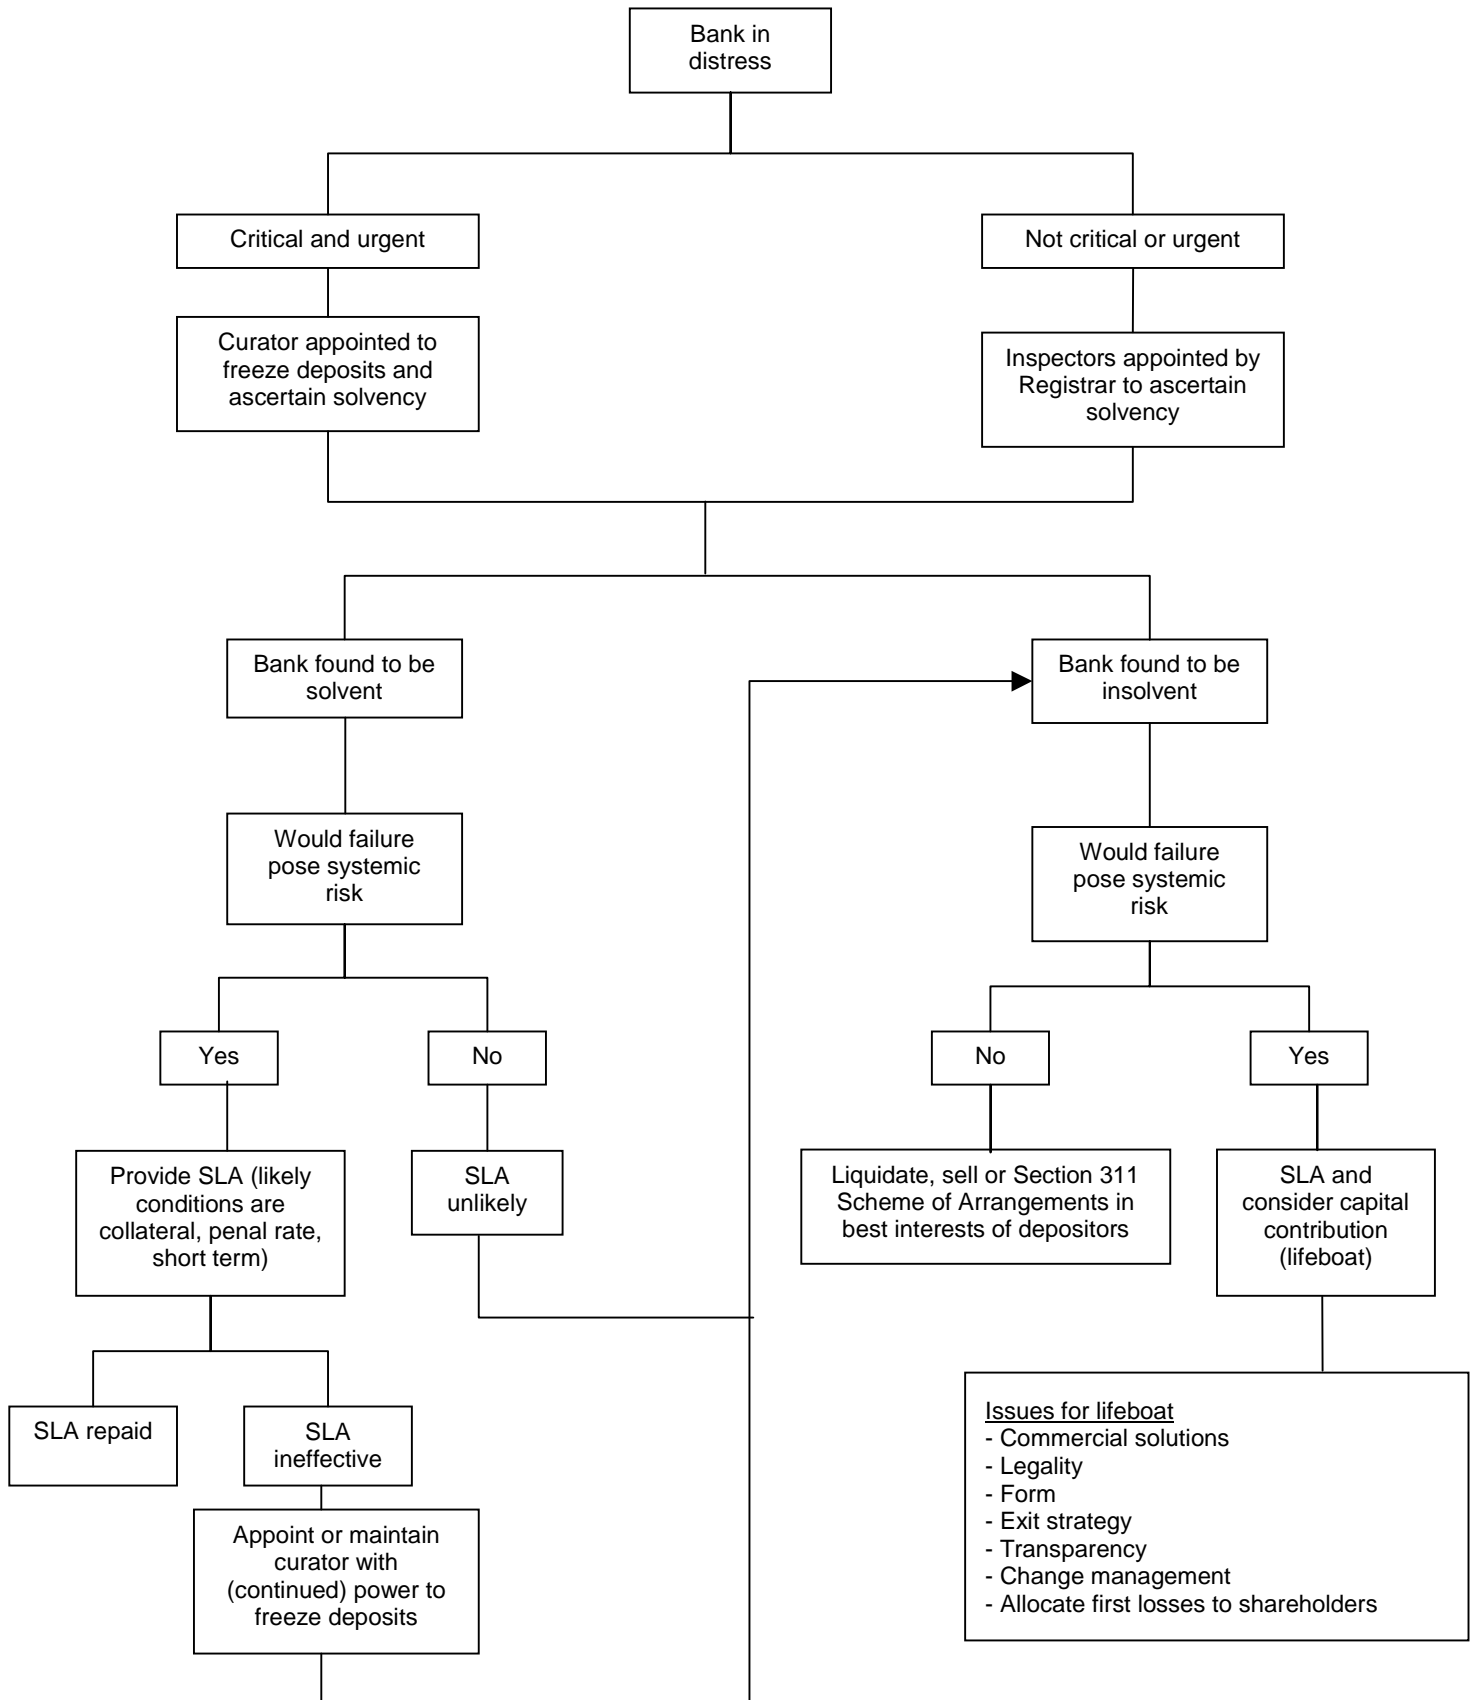 Bank in
distress
Critical and urgent
Not critical or urgent
Curator appointed to
freeze deposits and
ascertain solvency
Inspectors appointed by
Registrar to ascertain
solvency
Bank found to be
solvent
Bank found to be
insolvent
Would failure
pose systemic
risk
Would failure
pose systemic
risk
Yes
No
No
Yes
Provide SLA (likely
conditions are
collateral, penal rate,
short term)
SLA
unlikely
Liquidate, sell or Section 311
Scheme of Arrangements in
best interests of depositors
SLA and
consider capital
contribution
(lifeboat)
SLA repaid
SLA
ineffective
Appoint or maintain
curator with
(continued) power to
freeze deposits
Issues for lifeboat
- Commercial solutions
- Legality
- Form
- Exit strategy
- Transparency
- Change management
- Allocate first losses to shareholders